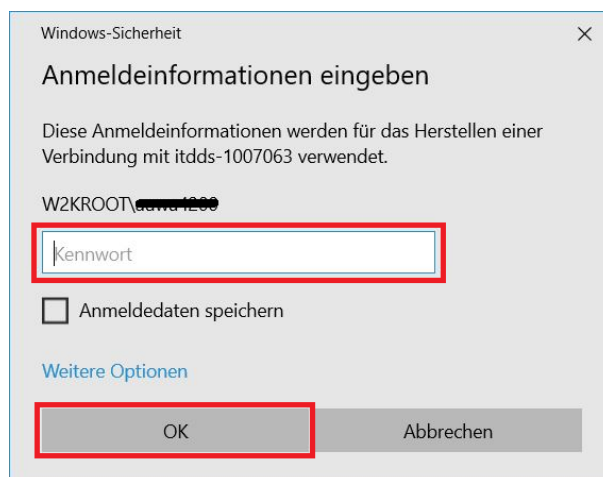 Windows-Sicherheit
Anmeldeinformationen eingeben
Diese Anmeldeinformationen werden für das Herstellen einer
Verbindung mit itdds-1007063 verwendet.
W2KROOT\
Kennwort
Anmeldedaten speichern
Weitere Optionen
OK
Abbrechen